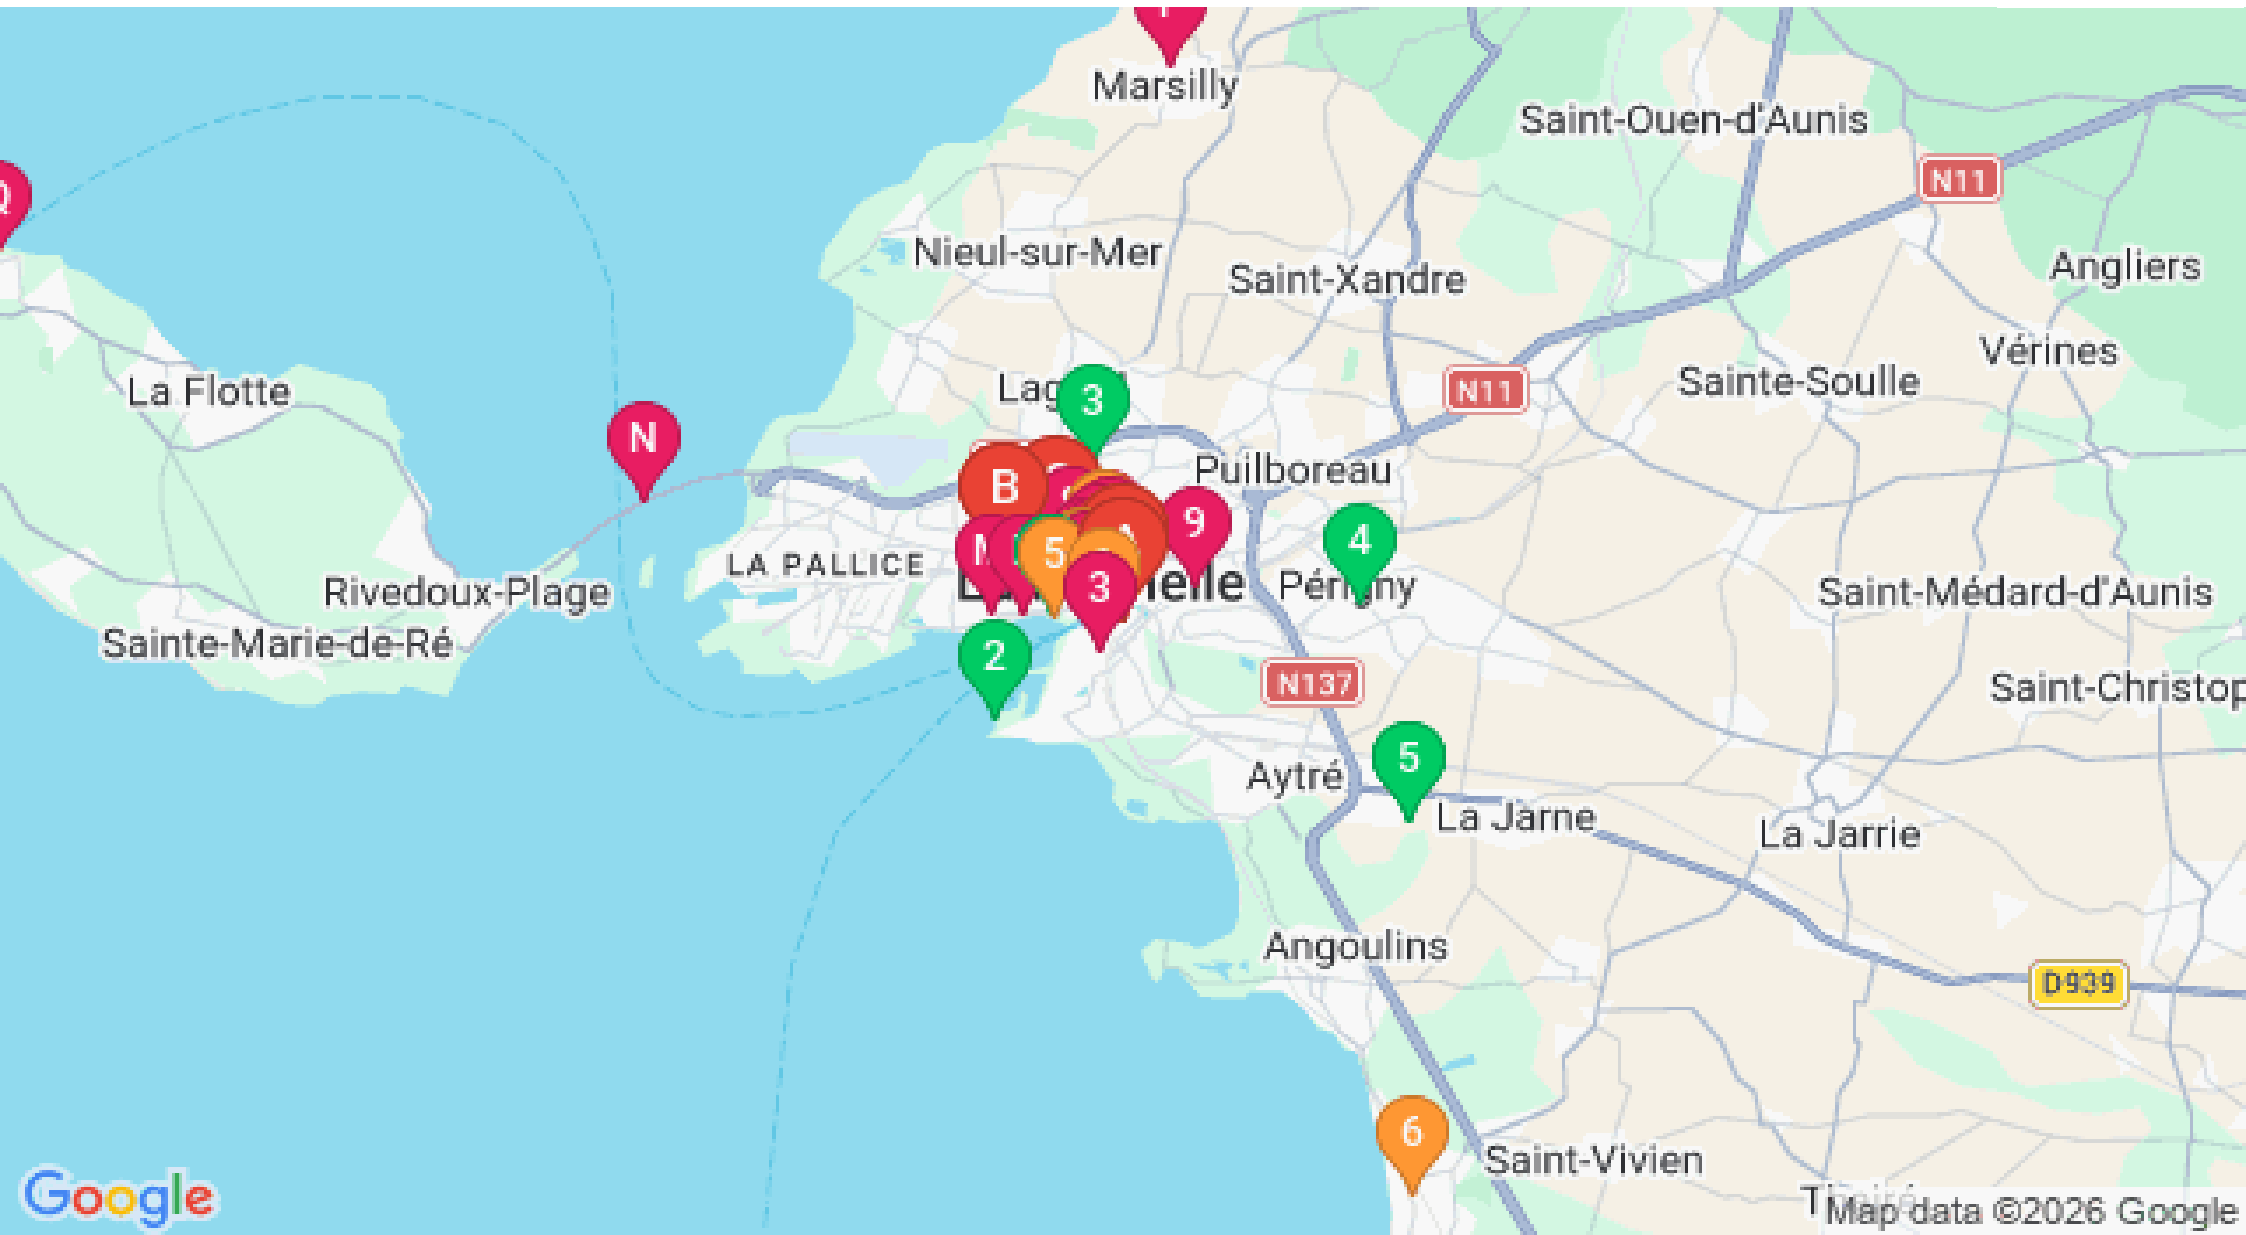 Marsilly
Saint-Ouen-d'Aunis
N11
Nieul-sur-Mer
Saint-Xandre
Angliers
Vérines
La Flotte
3
N11
Sainte-Soulle
N
Puilboreau
B
9
4
LA PALLICE
5
3
Périgny
Rivedoux-Plage
Saint-Médard-d'Aunis
Sainte-Marie-de-Ré
2
N137
Saint-Christop
5
Aytré
La Jarne
La Jarrie
Angoulins
D939
6
Saint-Vivien
Google
Map data ©2026 Google